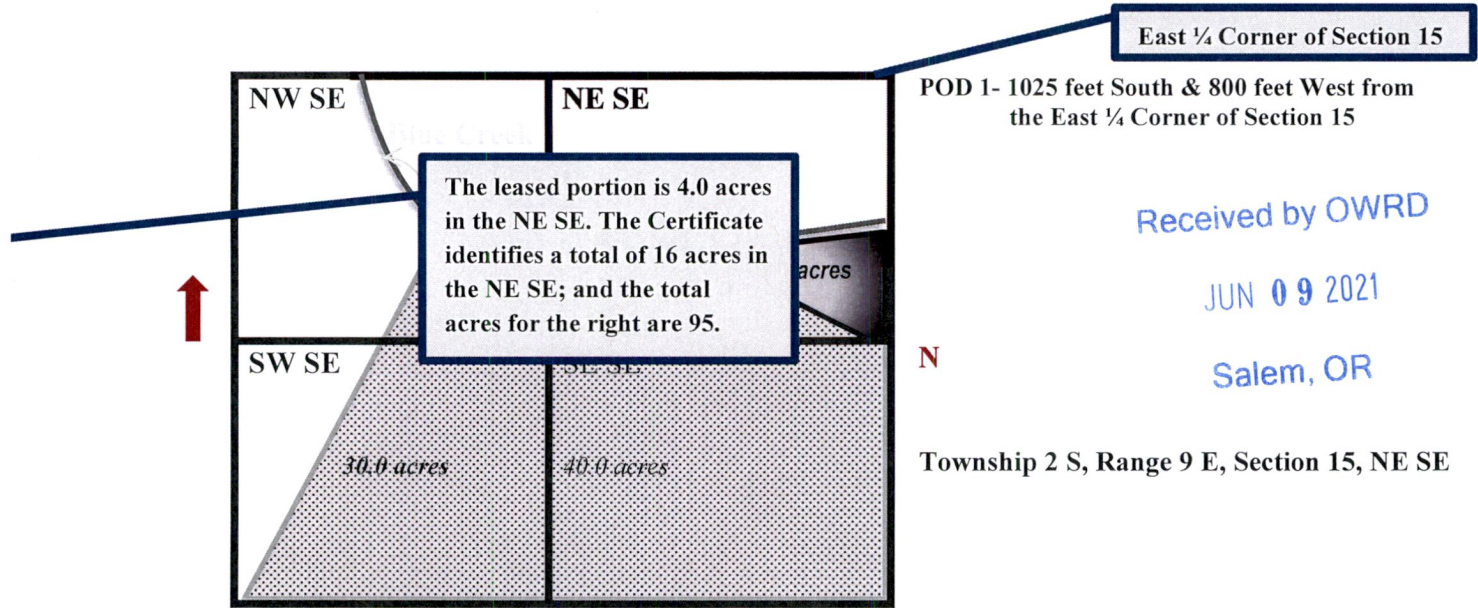 East ¼ Corner of Section 15
NW SE
NE SE
POD 1- 1025 feet South & 800 feet West from
the East ¼ Corner of Section 15
Blue Creek
The leased portion is 4.0 acres
in the NE SE. The Certificate
identifies a total of 16 acres in
the NE SE; and the total
acres for the right are 95.
acres
Received by OWRD
JUN 09 2021
Salem, OR
N
SW SE
SE SE
30.0 acres
40.0 acres
Township 2 S, Range 9 E, Section 15, NE SE